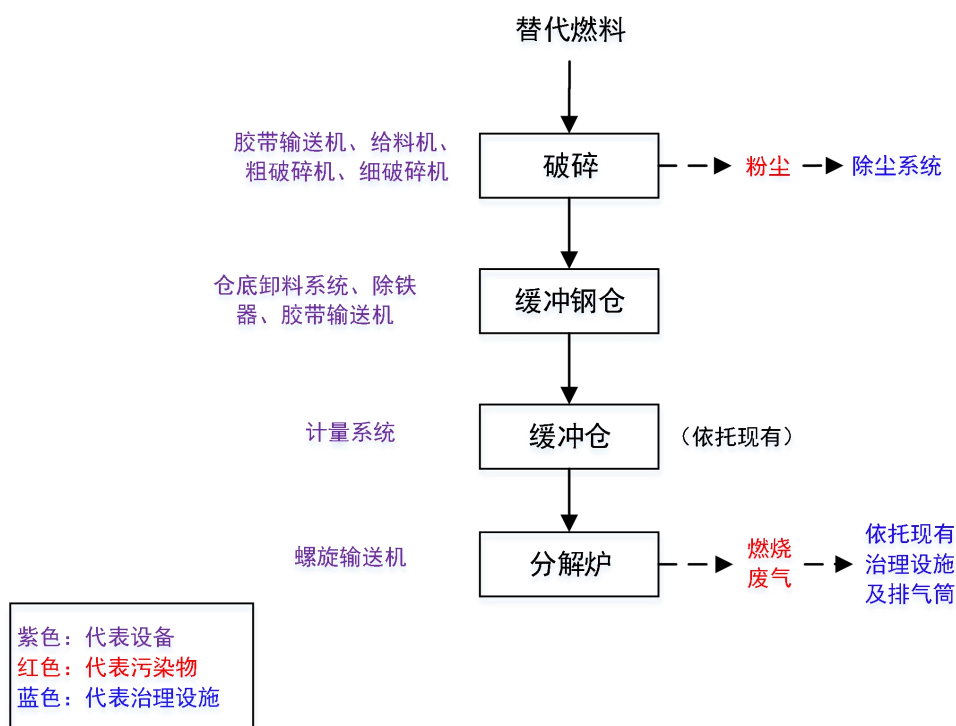 替代燃料
胶带输送机、给料机、
粗破碎机、细破碎机
破碎
粉尘
除尘系统
仓底卸料系统、除铁
器、胶带输送机
缓冲钢仓
计量系统
缓冲仓
（依托现有）
螺旋输送机
分解炉
燃烧
废气
依托现有
治理设施
及排气筒
紫色：代表设备
红色：代表污染物
蓝色：代表治理设施